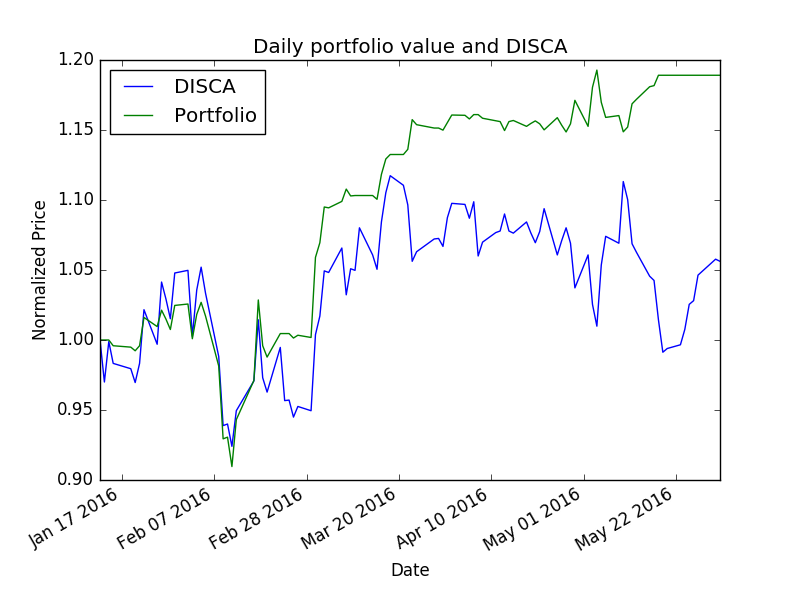 Daily portfolio value and DISCA
DISCA
Portfolio
1.20
1.15
1.10
1.05
1.00
0.95
0.90
Normalized Price
Jan 17 2016
Feb 07 2016
Feb 28 2016
Mar 20 2016
Apr 10 2016
May 01 2016
May 22 2016
Date